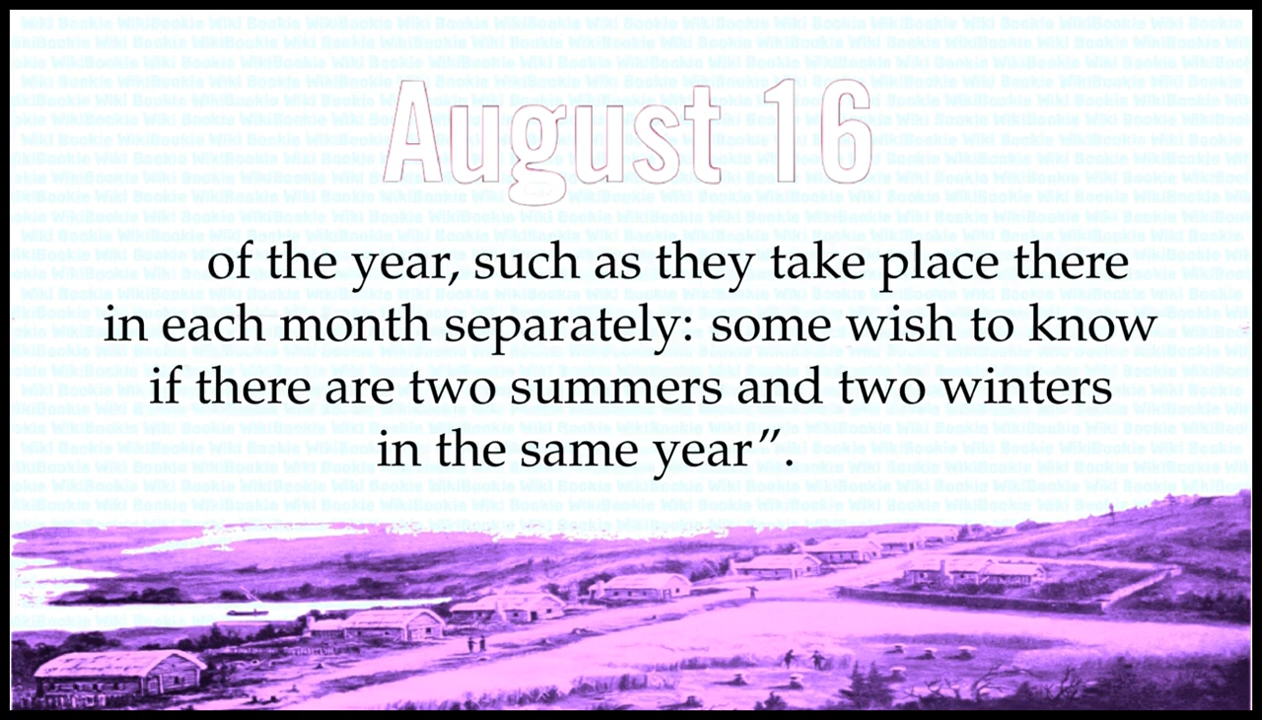 August 16
of the year, such as they take place there
in each month separately: some wish to know
if there are two summers and two winters
in the same year”.